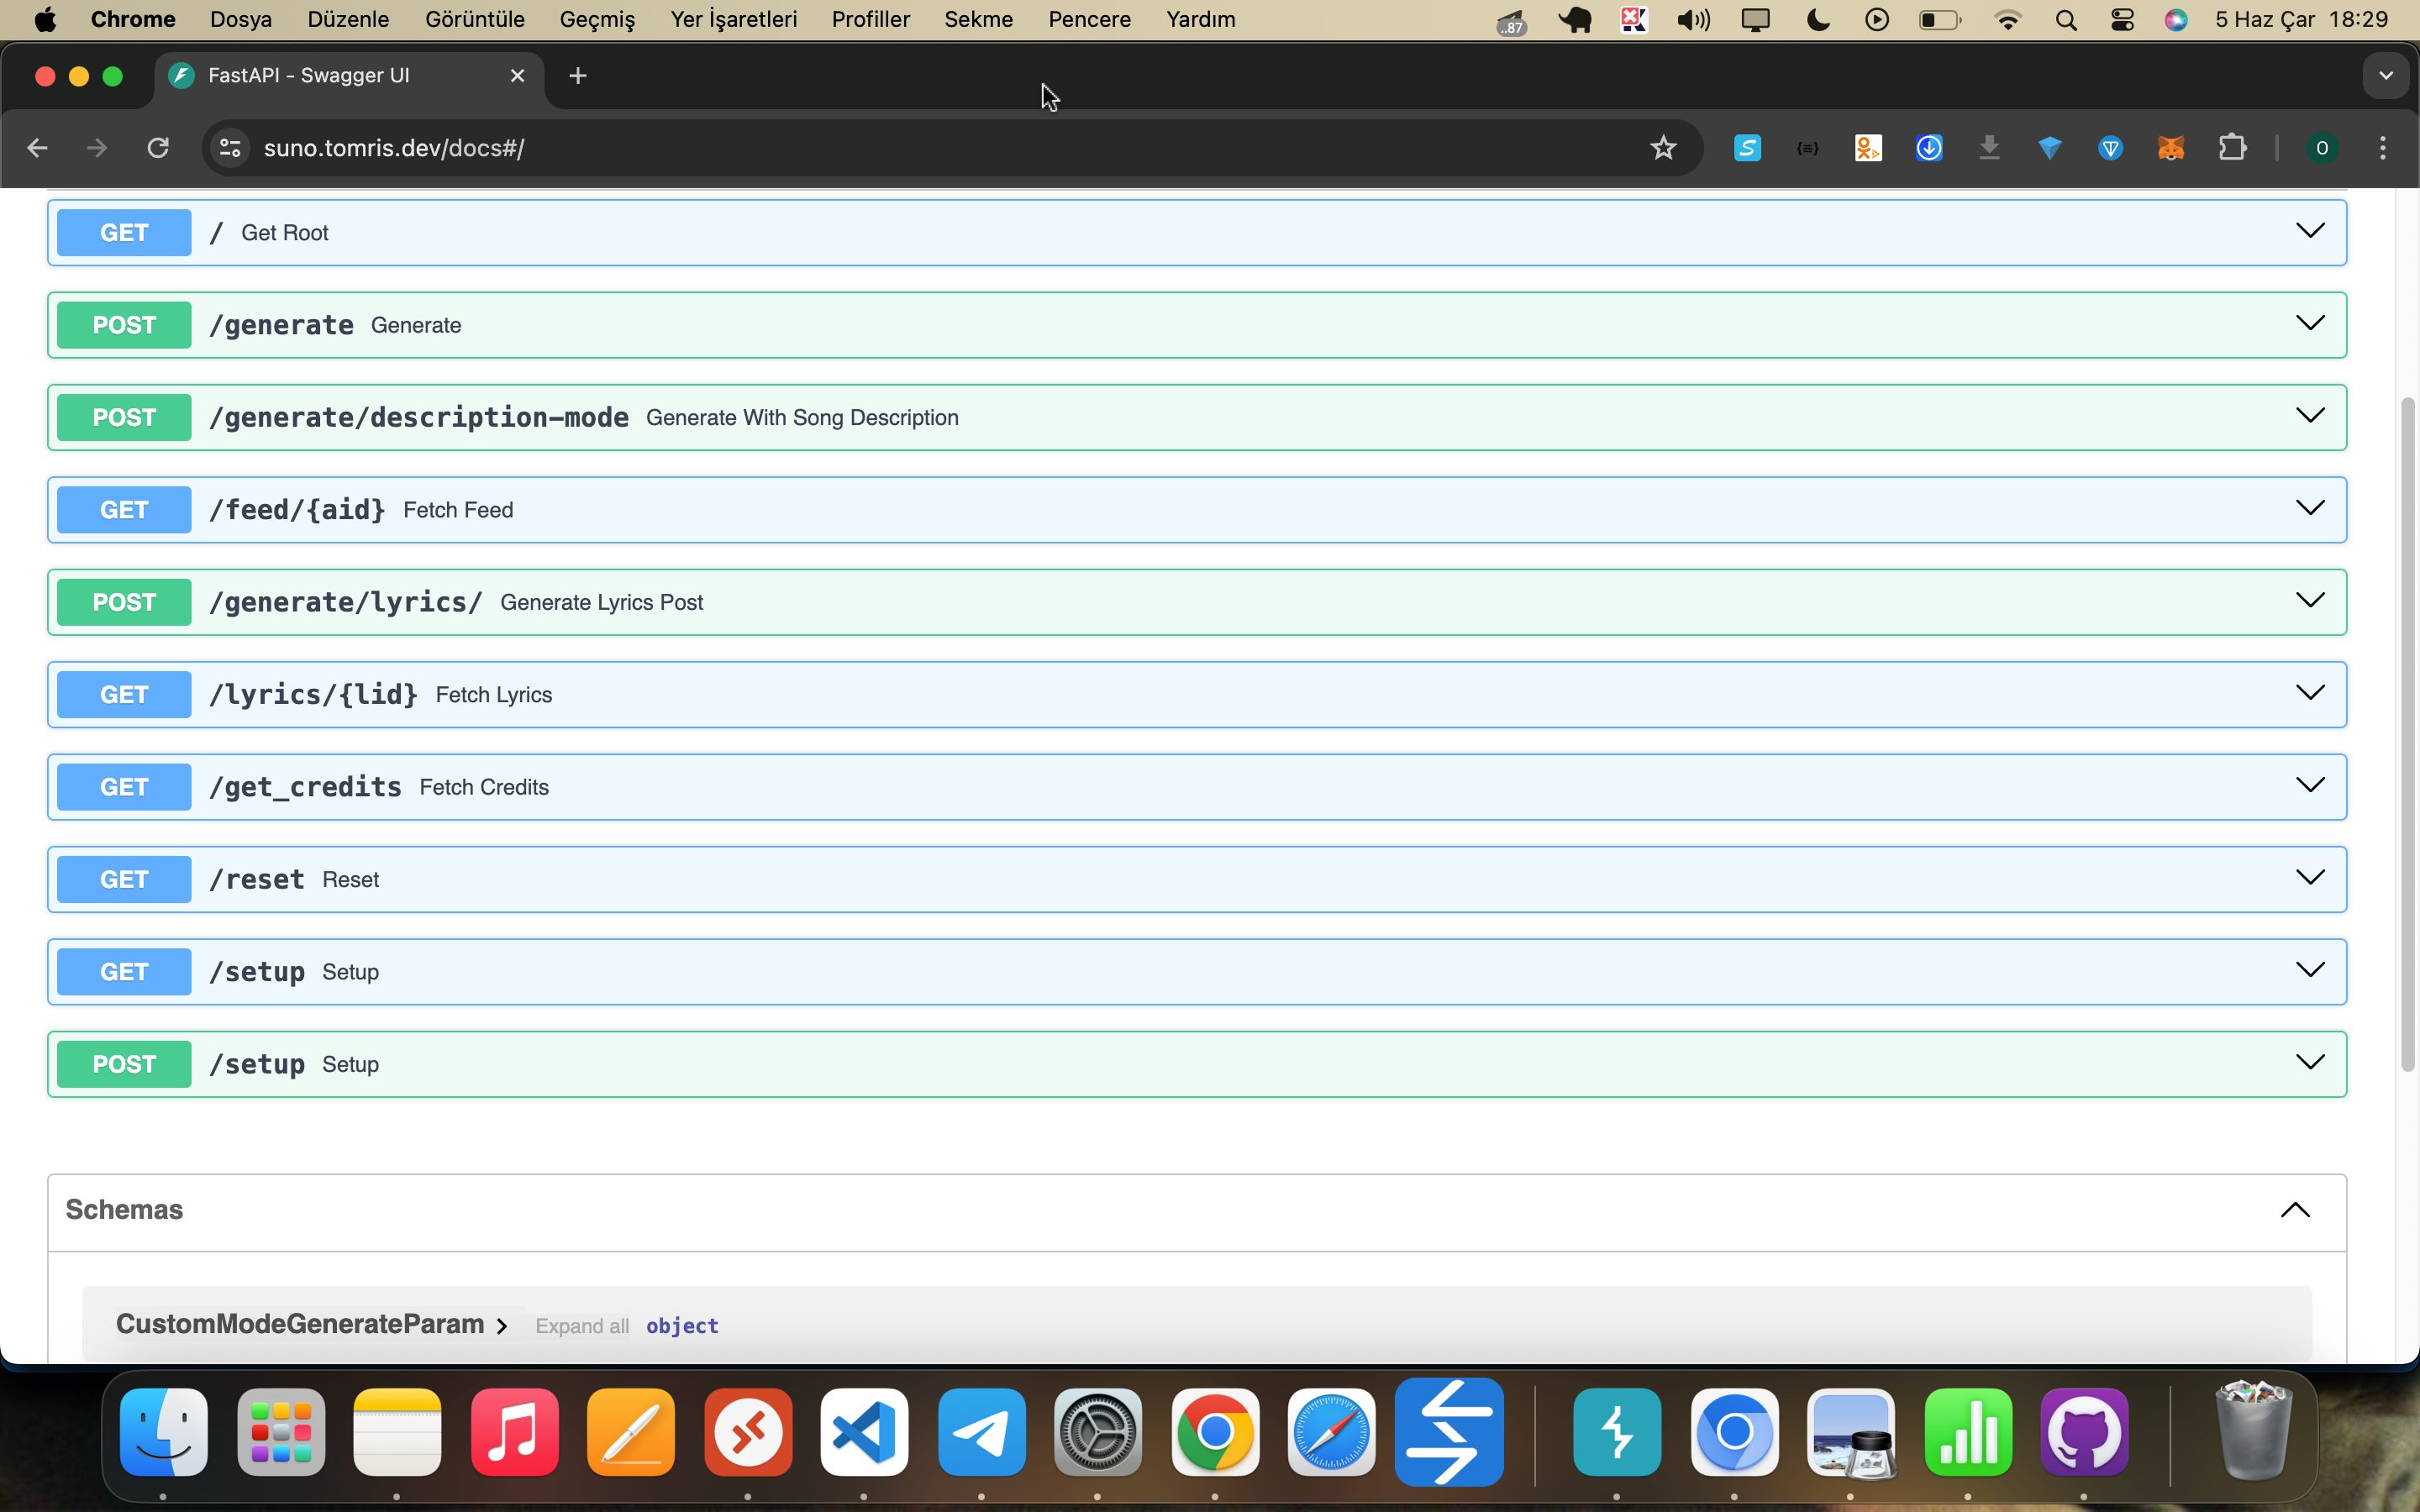 Chrome Dosya Düzenle Görüntüle Geçmiş Yer İşaretleri Profiller Sekme Pencere Yardım ..87 5 Haz Çar 18:29
FastAPI - Swagger UI
suno.tomris.dev/docs#/ O
GET / Get Root
POST /generate Generate
POST /generate/description-mode Generate With Song Description
GET /feed/{aid} Fetch Feed
POST /generate/lyrics/ Generate Lyrics Post
GET /lyrics/{lid} Fetch Lyrics
GET /get_credits Fetch Credits
GET /reset Reset
GET /setup Setup
POST /setup Setup
Schemas
CustomModeGenerateParam > Expand all object